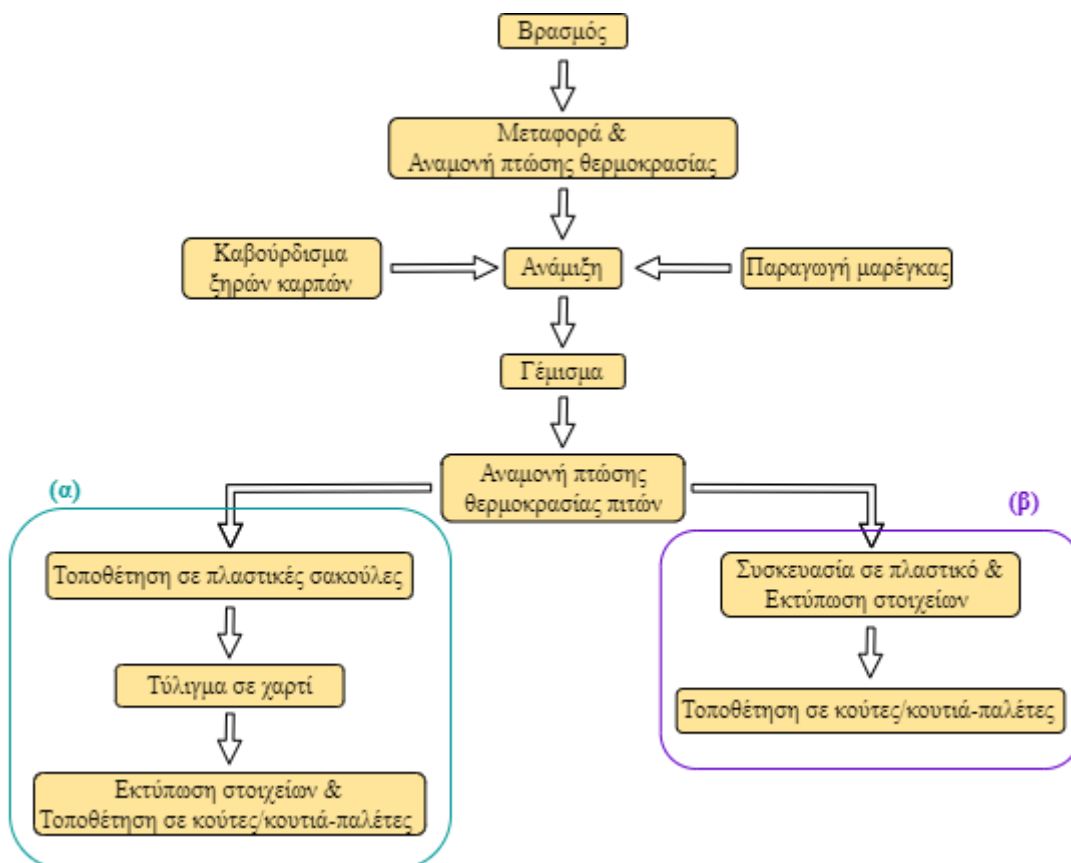 Βρασμός
Μεταφορά &
Αναμονή πτώσης θερμοκρασίας
Καβούρδισμα
ξηρών καρπών
Ανάμιξη
Παραγωγή μαρέγκας
Γέμισμα
Αναμονή πτώσης
θερμοκρασίας πιτών
(α)
Τοποθέτηση σε πλαστικές σακούλες
Τύλιγμα σε χαρτί
Εκτύπωση στοιχείων &
Τοποθέτηση σε κούτες/κουτιά-παλέτες
(β)
Συσκευασία σε πλαστικό &
Εκτύπωση στοιχείων
Τοποθέτηση σε κούτες/κουτιά-παλέτες